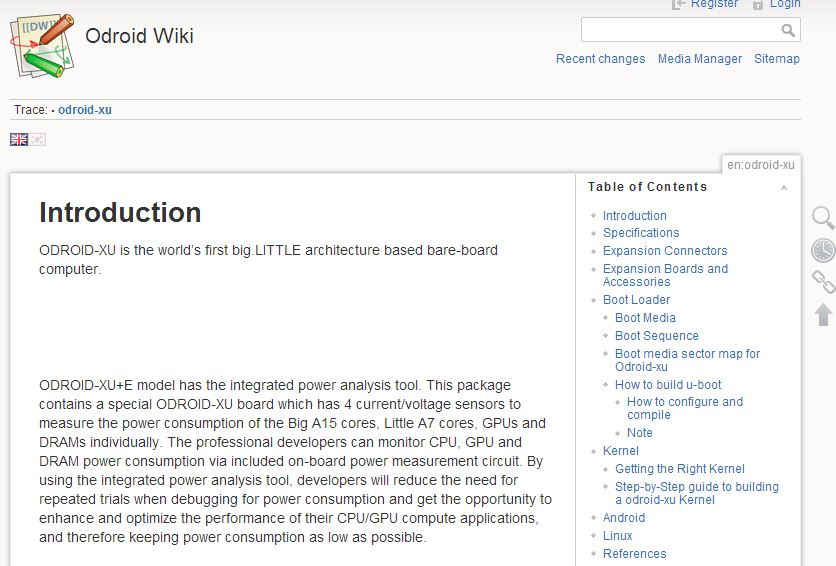 Register Login
[[DW]] Odroid Wiki
Recent changes Media Manager Sitemap
Trace: • odroid-xu
en:odroid-xu
Introduction
ODROID-XU is the world's first big.LITTLE architecture based bare-board
computer.
ODROID-XU+E model has the integrated power analysis tool. This package
contains a special ODROID-XU board which has 4 current/voltage sensors to
measure the power consumption of the Big A15 cores, Little A7 cores, GPUs and
DRAMs individually. The professional developers can monitor CPU, GPU and
DRAM power consumption via included on-board power measurement circuit. By
using the integrated power analysis tool, developers will reduce the need for
repeated trials when debugging for power consumption and get the opportunity to
enhance and optimize the performance of their CPU/GPU compute applications,
and therefore keeping power consumption as low as possible.
Table of Contents
Introduction
Specifications
Expansion Connectors
Expansion Boards and
Accessories
Boot Loader
Boot Media
Boot Sequence
Boot media sector map for
Odroid-xu
How to build u-boot
How to configure and
compile
Note
Kernel
Getting the Right Kernel
Step-by-Step guide to building
a odroid-xu Kernel
Android
Linux
References